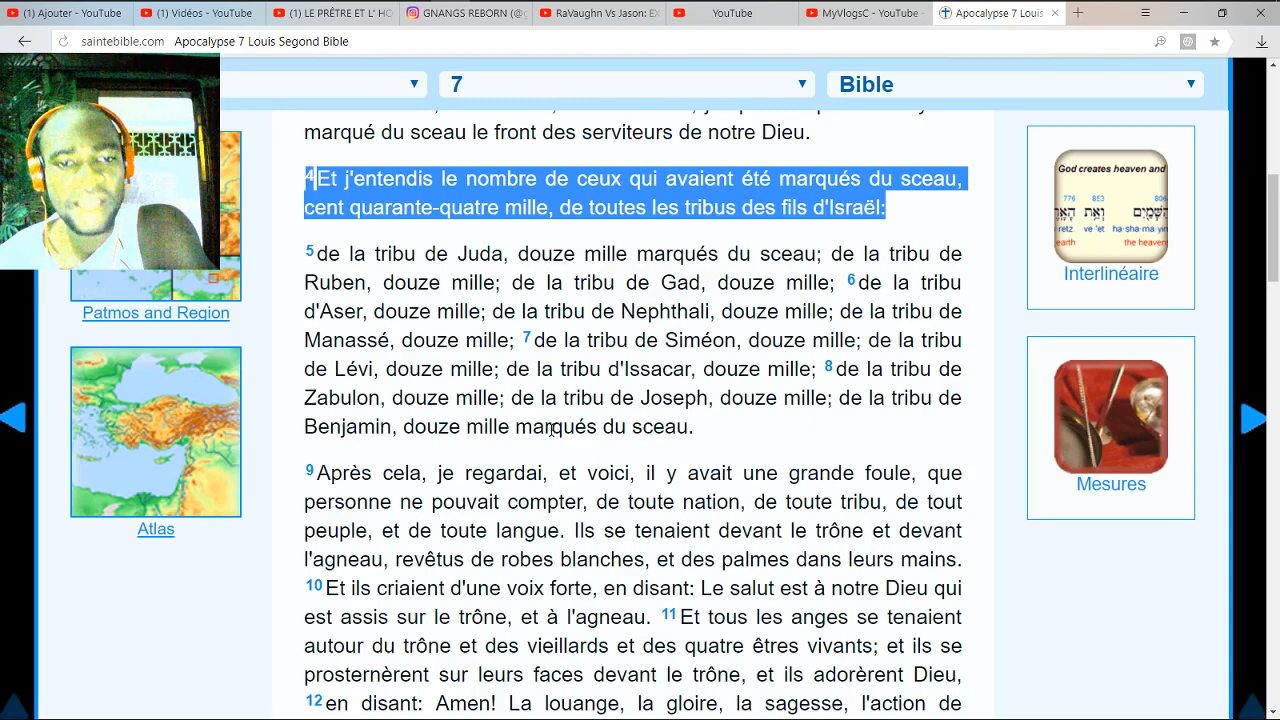 (1) Ajouter - YouTube
(1) Vidéos - YouTube
(1) LE PRÊTRE ET L' HO
GNANGS REBORN (@g
RaVaughn Vs Jason: EX
YouTube
MyVlogsC - YouTube
Apocalypse 7 Louis
saintebible.com Apocalypse 7 Louis Segond Bible
7
Bible
marqué du sceau le front des serviteurs de notre Dieu.
4Et j'entendis le nombre de ceux qui avaient été marqués du sceau,
cent quarante-quatre mille, de toutes les tribus des fils d'Israël:
5de la tribu de Juda, douze mille marqués du sceau; de la tribu de
Ruben, douze mille; de la tribu de Gad, douze mille; 6de la tribu
d'Aser, douze mille; de la tribu de Nephthali, douze mille; de la tribu de
Manassé, douze mille; 7de la tribu de Siméon, douze mille; de la tribu
de Lévi, douze mille; de la tribu d'Issacar, douze mille; 8de la tribu de
Zabulon, douze mille; de la tribu de Joseph, douze mille; de la tribu de
Benjamin, douze mille marqués du sceau.
9Après cela, je regardai, et voici, il y avait une grande foule, que
personne ne pouvait compter, de toute nation, de toute tribu, de tout
peuple, et de toute langue. Ils se tenaient devant le trône et devant
l'agneau, revêtus de robes blanches, et des palmes dans leurs mains.
10Et ils criaient d'une voix forte, en disant: Le salut est à notre Dieu qui
est assis sur le trône, et à l'agneau. 11Et tous les anges se tenaient
autour du trône et des vieillards et des quatre êtres vivants; et ils se
prosternèrent sur leurs faces devant le trône, et ils adorèrent Dieu,
12en disant: Amen! La louange, la gloire, la sagesse, l'action de
Patmos and Region
Atlas
God creates heaven and
776 853 806
הָאָרֶ וְאֵת הַשָּׁמַיִם
retz. ve·'et ha·sha·ma·yin
earth the heavens
Interlinéaire
Mesures